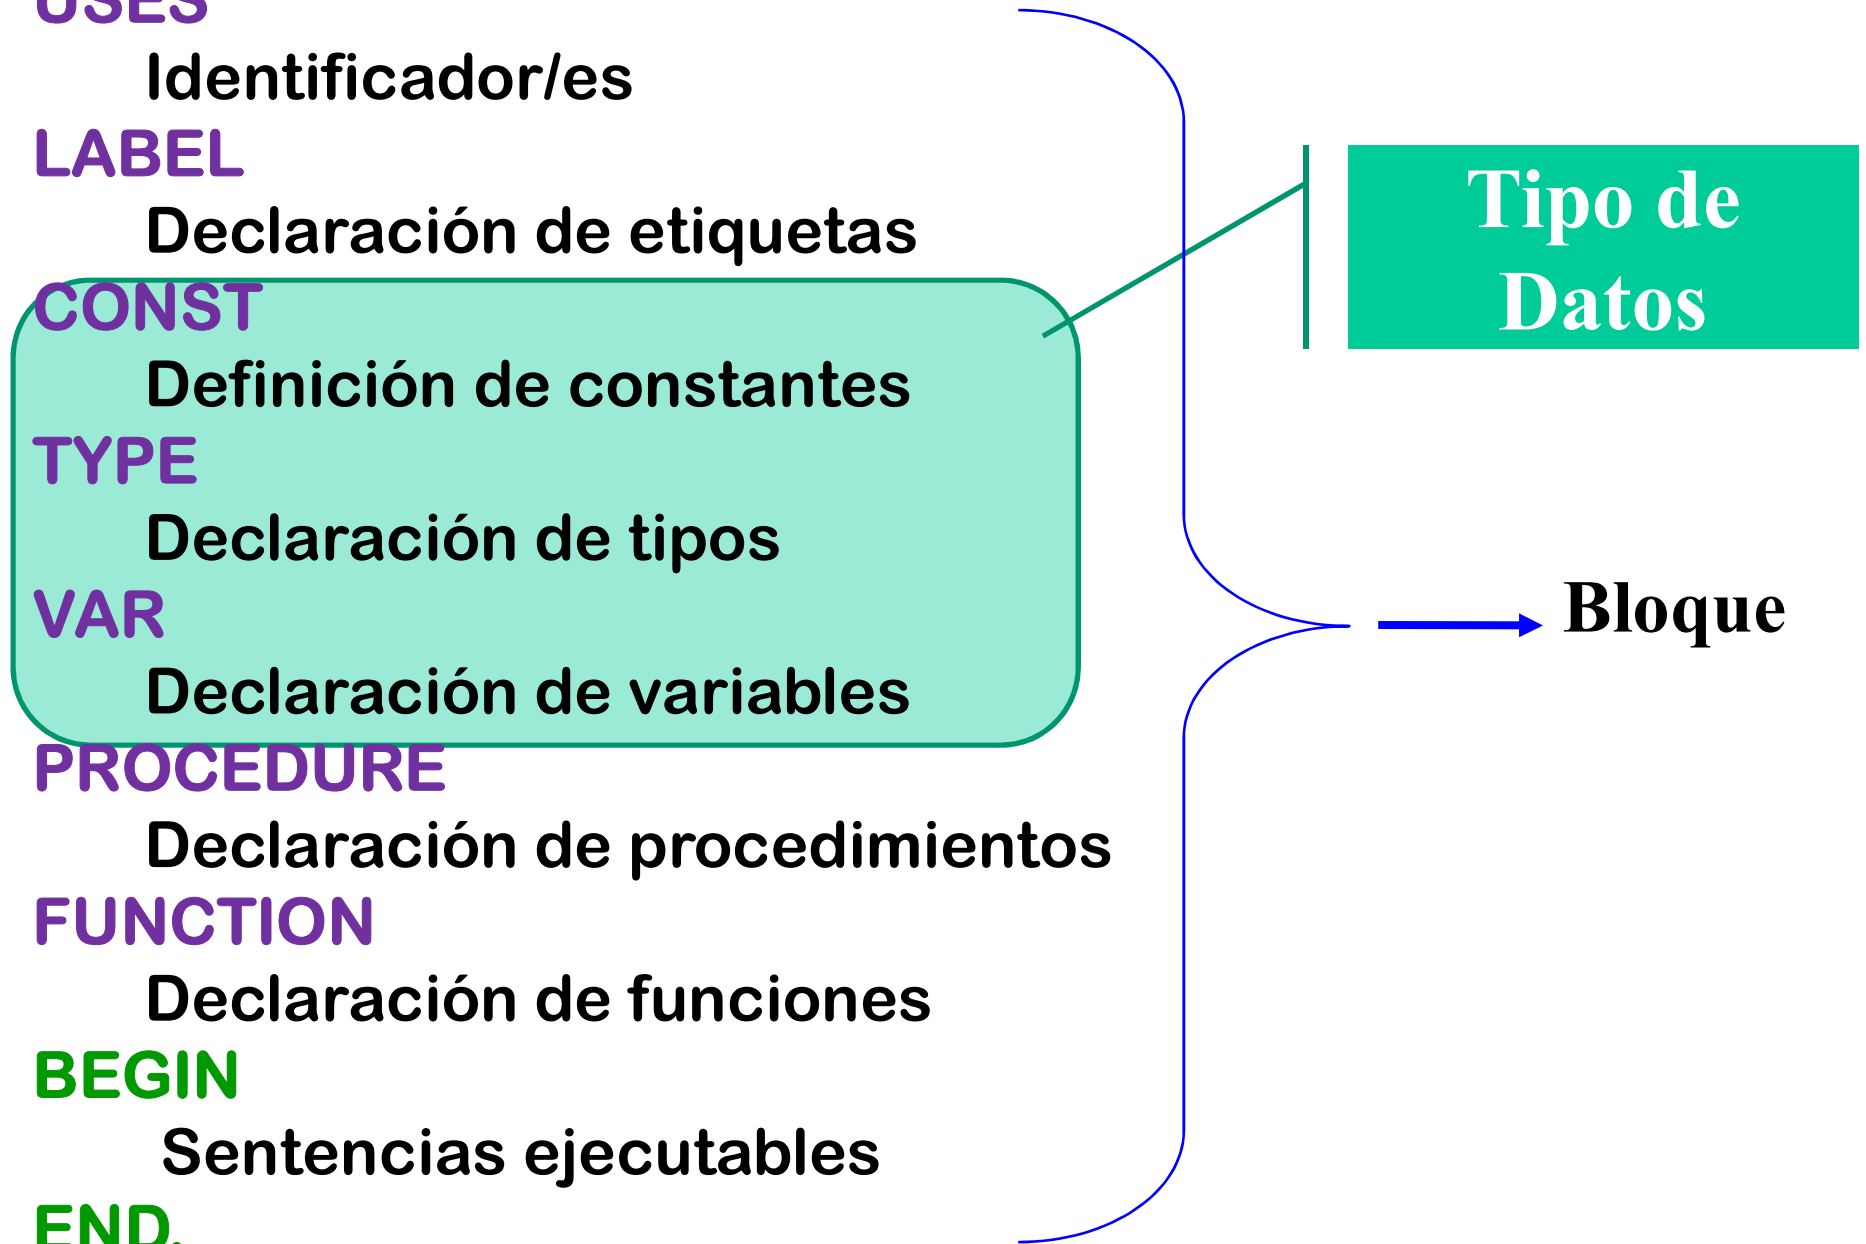 USES
Identificador/es
LABEL
Declaración de etiquetas
CONST
Definición de constantes
TYPE
Declaración de tipos
VAR
Declaración de variables
PROCEDURE
Declaración de procedimientos
FUNCTION
Declaración de funciones
BEGIN
Sentencias ejecutables
END.
Tipo de
Datos
Bloque